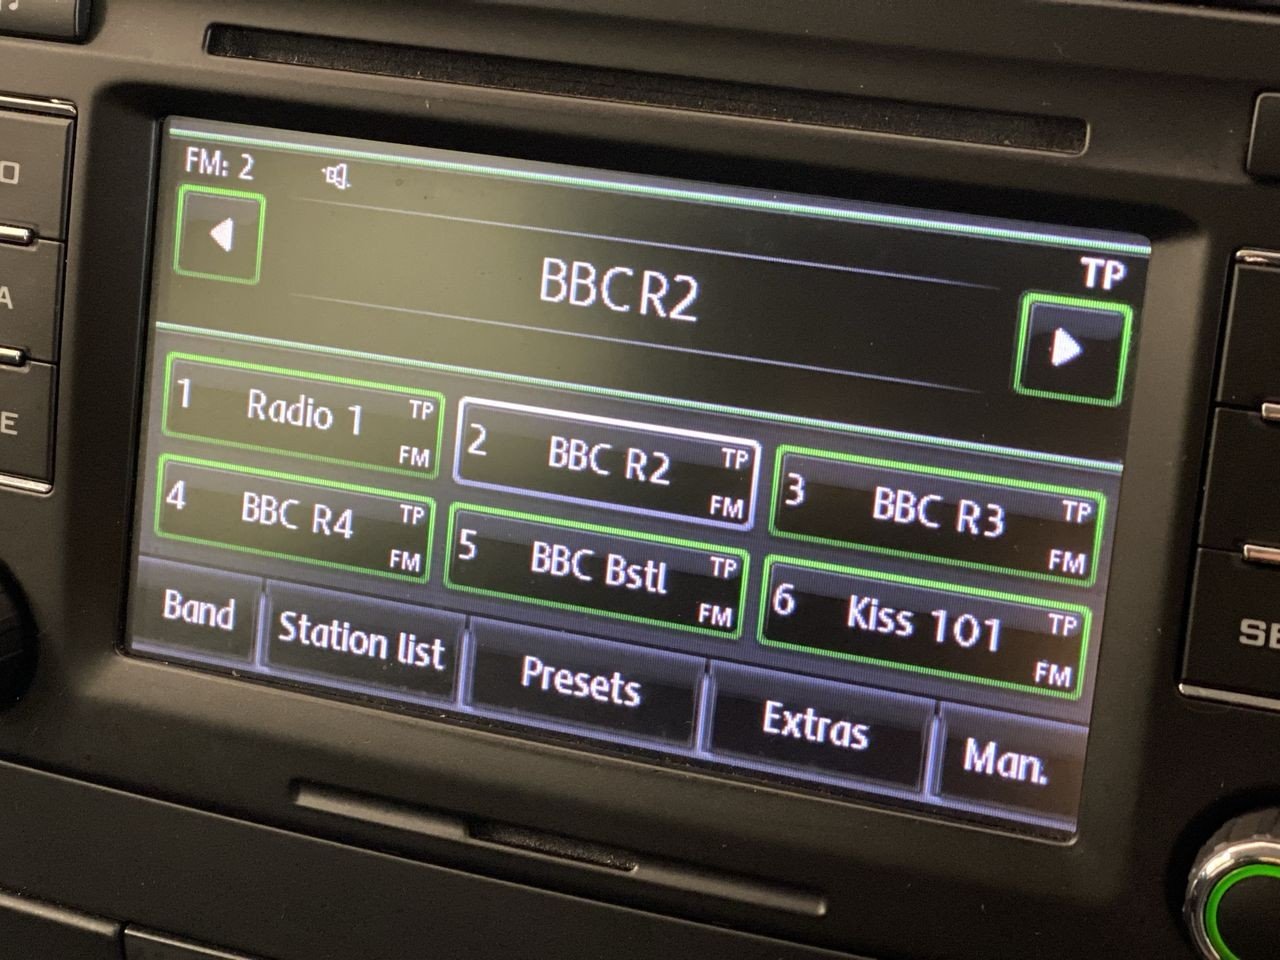 FM: 2
TP
BBC R2
1 Radio 1 TP FM
2 BBC R2 TP FM
3 BBC R3 TP FM
4 BBC R4 TP FM
5 BBC Bstl TP FM
6 Kiss 101 TP FM
Band Station list Presets Extras Man.